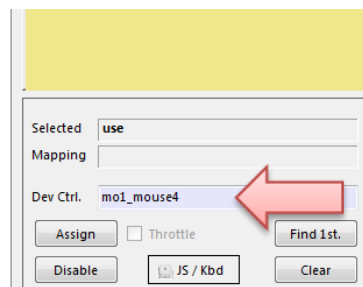 Selected use
Mapping
Dev Ctrl. mo1_mouse4
Assign Throttle Find 1st.
Disable JS / Kbd Clear